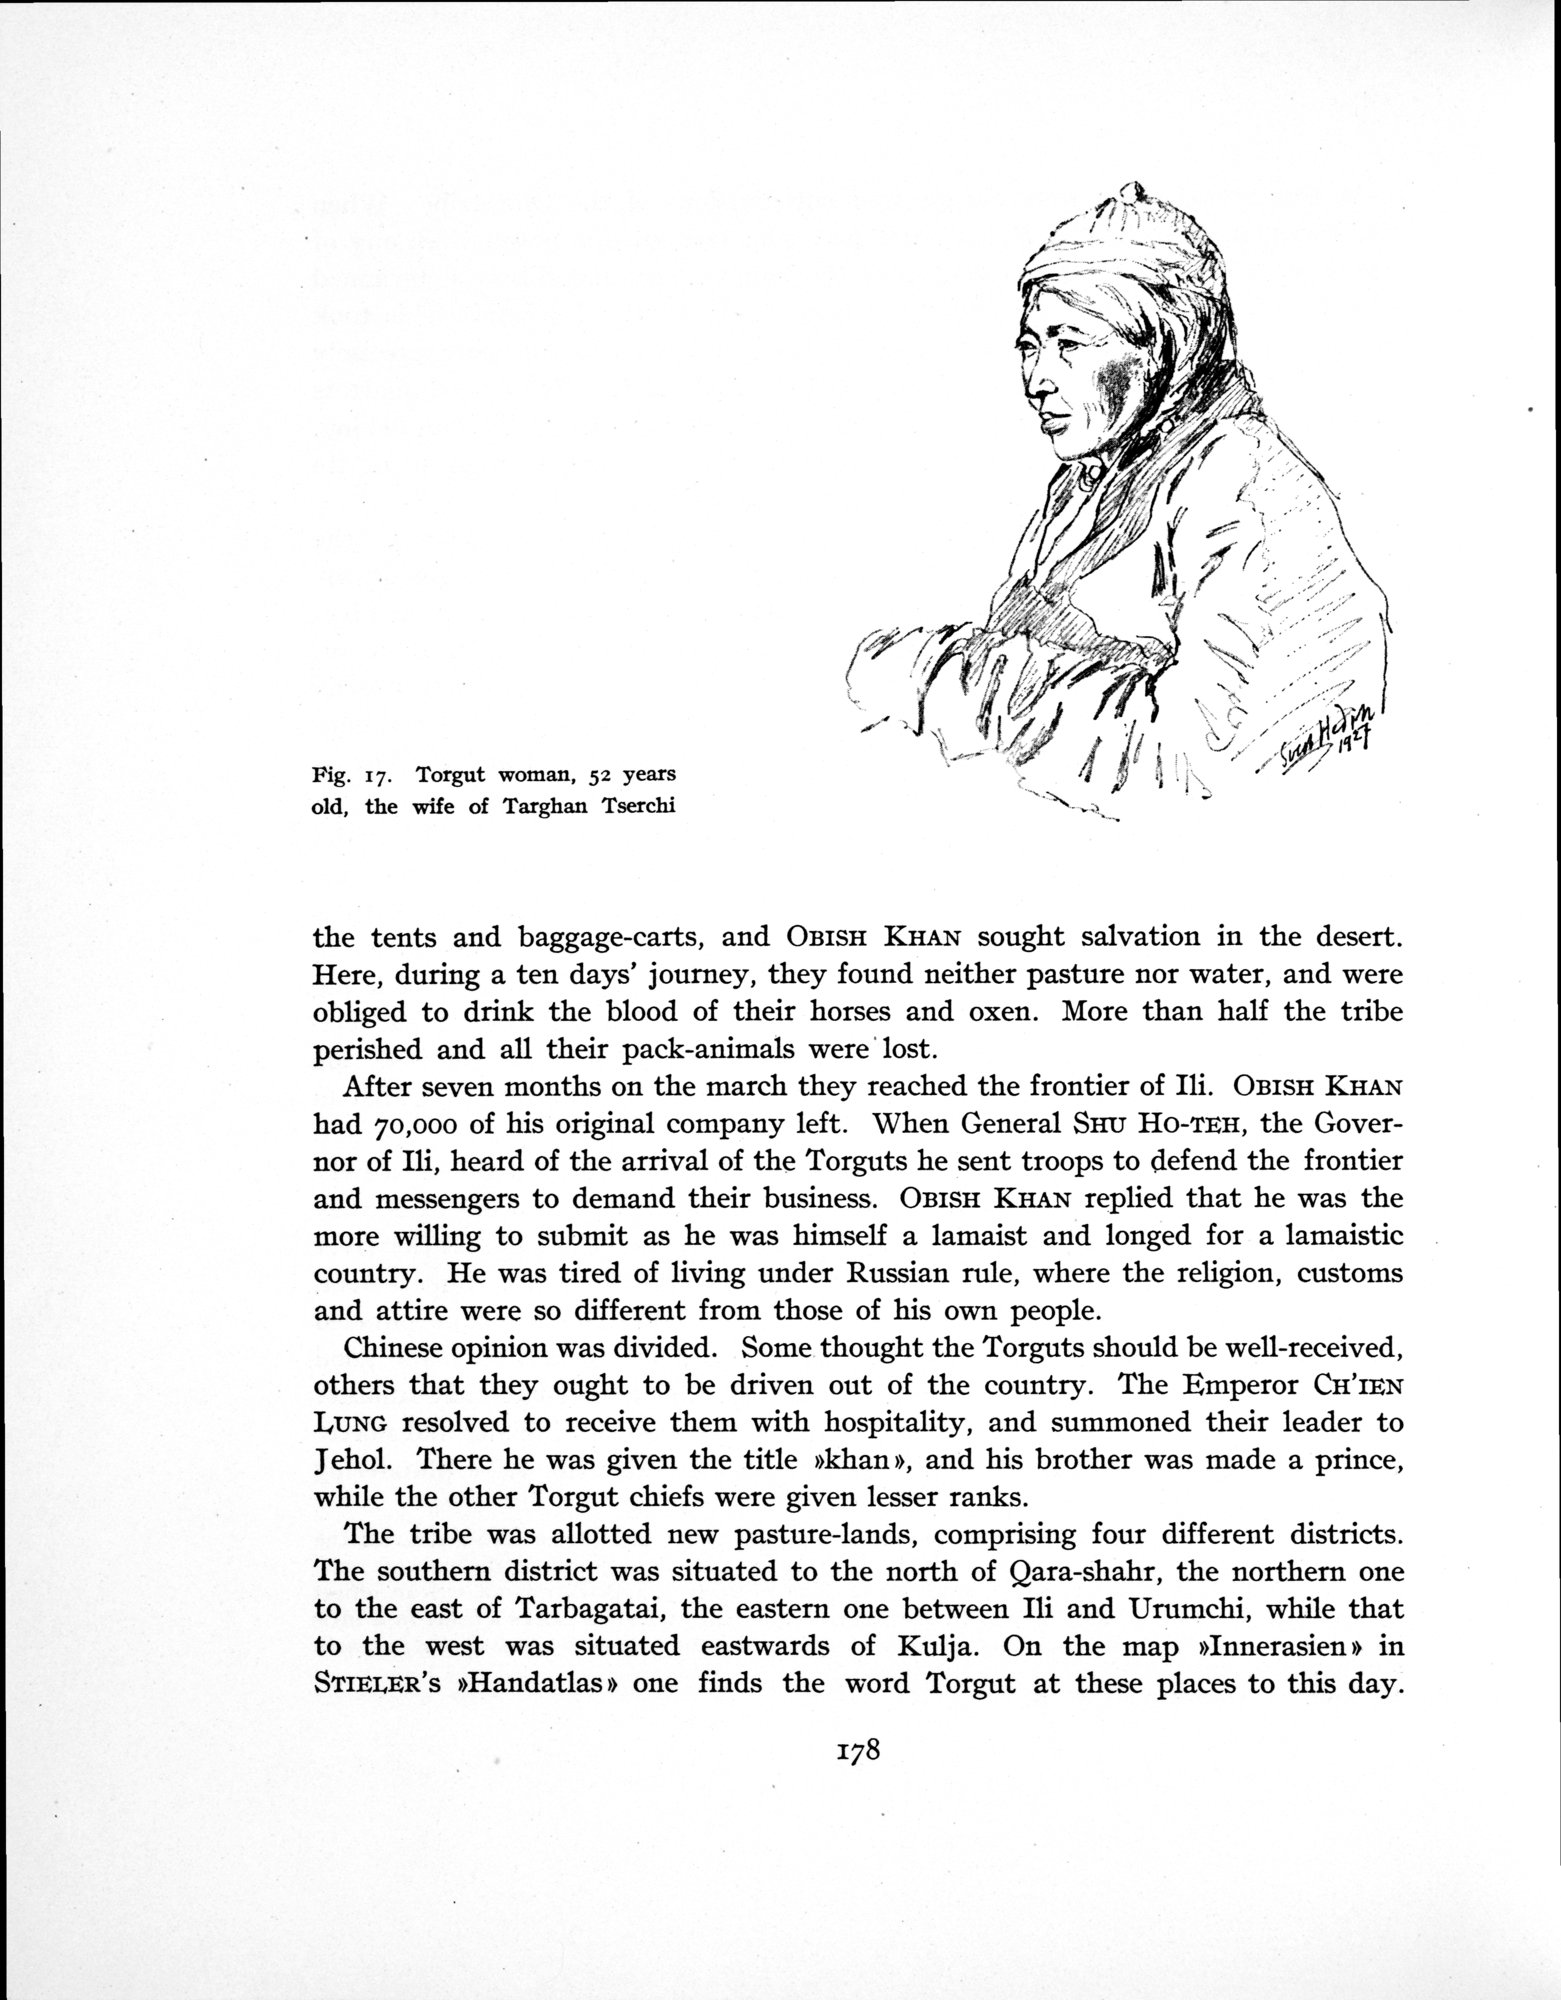 Sven Hedin
1927
Fig. 17. Torgut woman, 52 years
old, the wife of Targhan Tserchi
the tents and baggage-carts, and OBISH KHAN sought salvation in the desert.
Here, during a ten days’ journey, they found neither pasture nor water, and were
obliged to drink the blood of their horses and oxen. More than half the tribe
perished and all their pack-animals were lost.
After seven months on the march they reached the frontier of Ili. OBISH KHAN
had 70,000 of his original company left. When General SHU HO-TEH, the Gover-
nor of Ili, heard of the arrival of the Torguts he sent troops to defend the frontier
and messengers to demand their business. OBISH KHAN replied that he was the
more willing to submit as he was himself a lamaist and longed for a lamaistic
country. He was tired of living under Russian rule, where the religion, customs
and attire were so different from those of his own people.
Chinese opinion was divided. Some thought the Torguts should be well-received,
others that they ought to be driven out of the country. The Emperor CH’IEN
LUNG resolved to receive them with hospitality, and summoned their leader to
Jehol. There he was given the title »khan», and his brother was made a prince,
while the other Torgut chiefs were given lesser ranks.
The tribe was allotted new pasture-lands, comprising four different districts.
The southern district was situated to the north of Qara-shahr, the northern one
to the east of Tarbagatai, the eastern one between Ili and Urumchi, while that
to the west was situated eastwards of Kulja. On the map »Innerasien» in
STIELER’S »Handatlas» one finds the word Torgut at these places to this day.
178